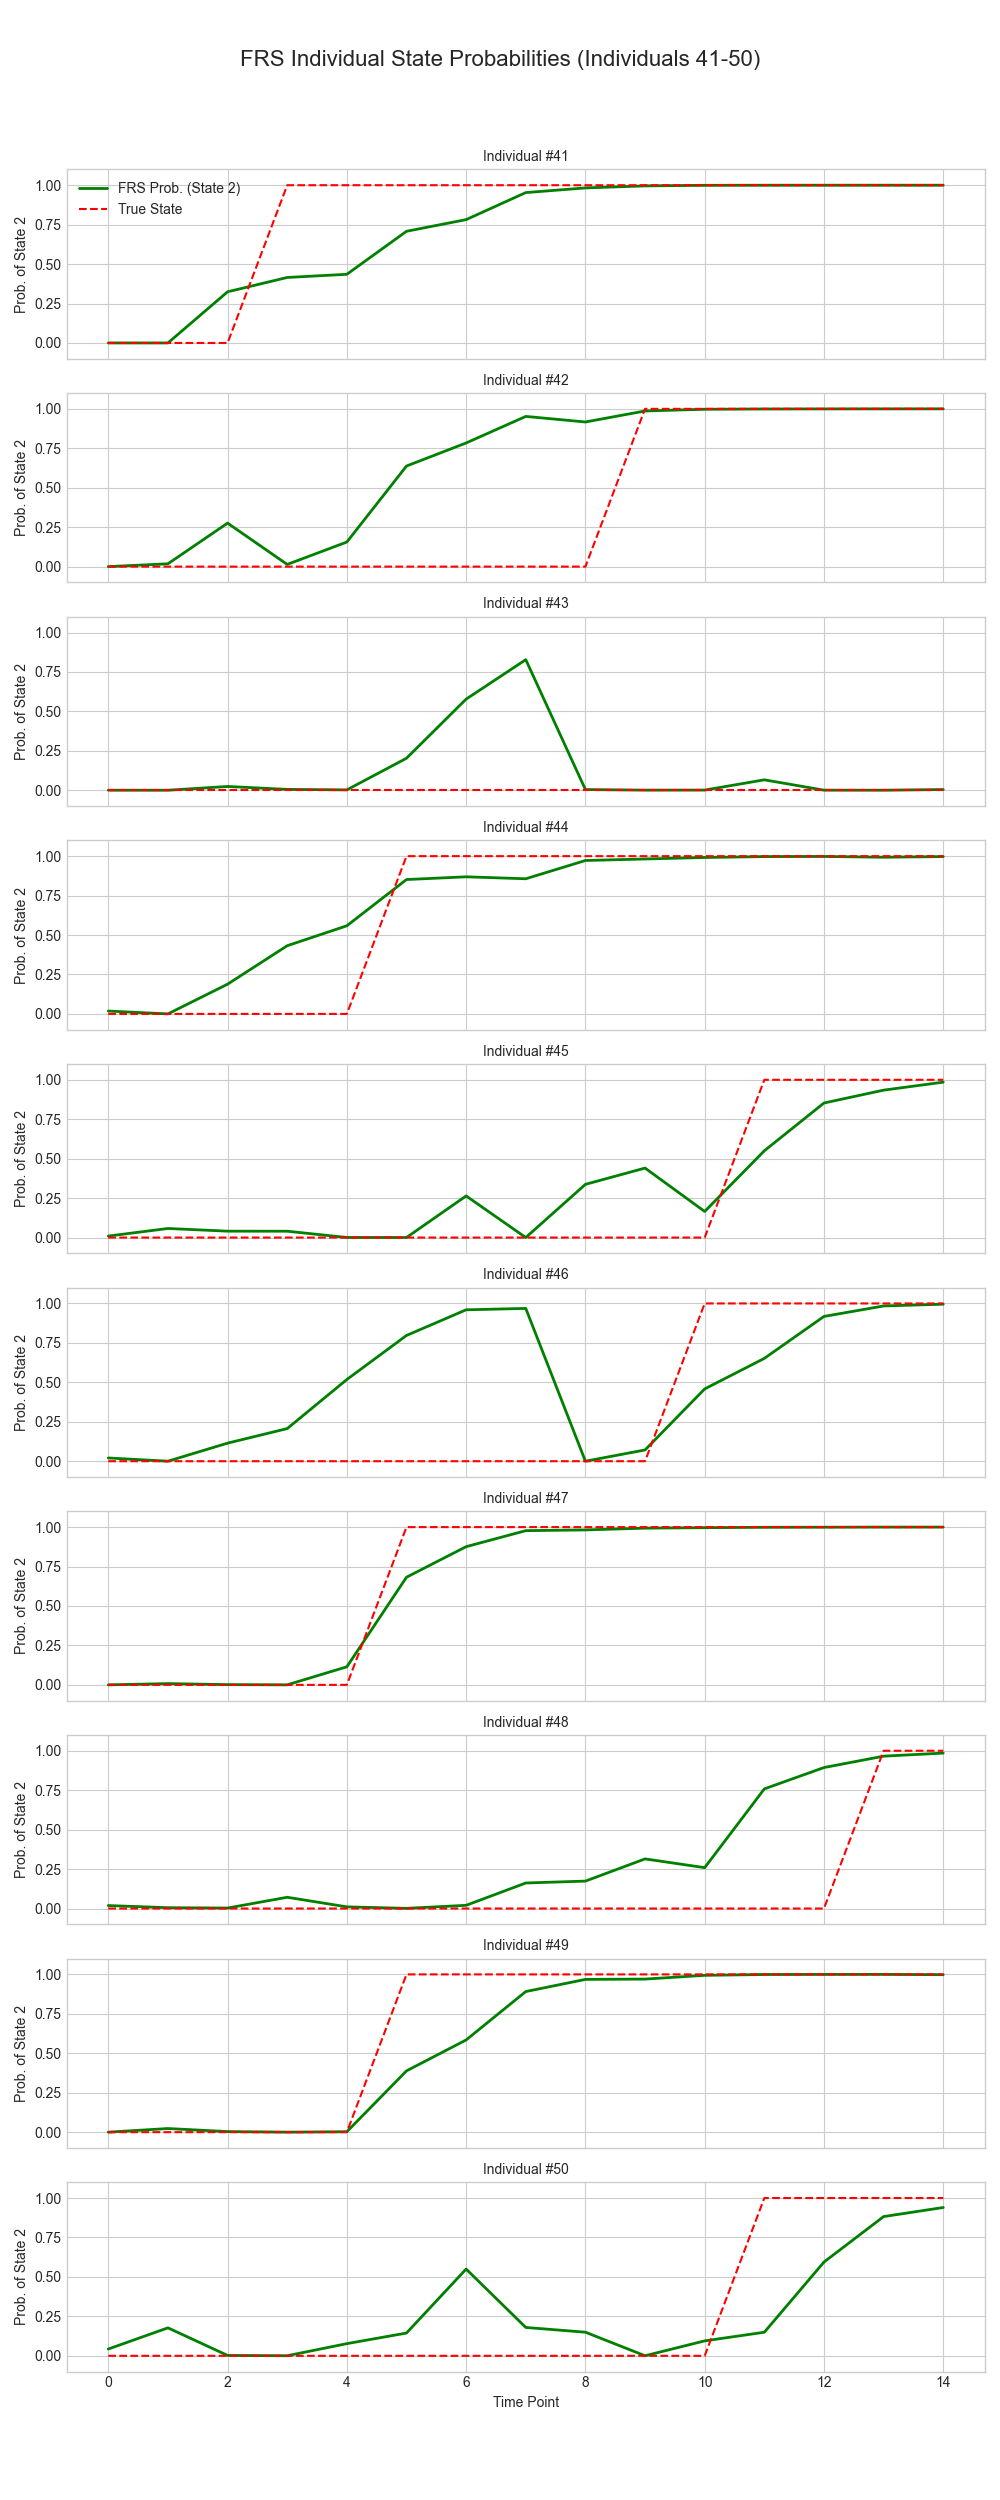 FRS Individual State Probabilities (Individuals 41-50)
Individual #41
1.00
0.75
0.50
0.25
0.00
Prob. of State 2
FRS Prob. (State 2)
True State
Individual #42
1.00
0.75
0.50
0.25
0.00
Prob. of State 2
Individual #43
1.00
0.75
0.50
0.25
0.00
Prob. of State 2
Individual #44
1.00
0.75
0.50
0.25
0.00
Prob. of State 2
Individual #45
1.00
0.75
0.50
0.25
0.00
Prob. of State 2
Individual #46
1.00
0.75
0.50
0.25
0.00
Prob. of State 2
Individual #47
1.00
0.75
0.50
0.25
0.00
Prob. of State 2
Individual #48
1.00
0.75
0.50
0.25
0.00
Prob. of State 2
Individual #49
1.00
0.75
0.50
0.25
0.00
Prob. of State 2
Individual #50
1.00
0.75
0.50
0.25
0.00
Prob. of State 2
0 2 4 6 8 10 12 14
Time Point